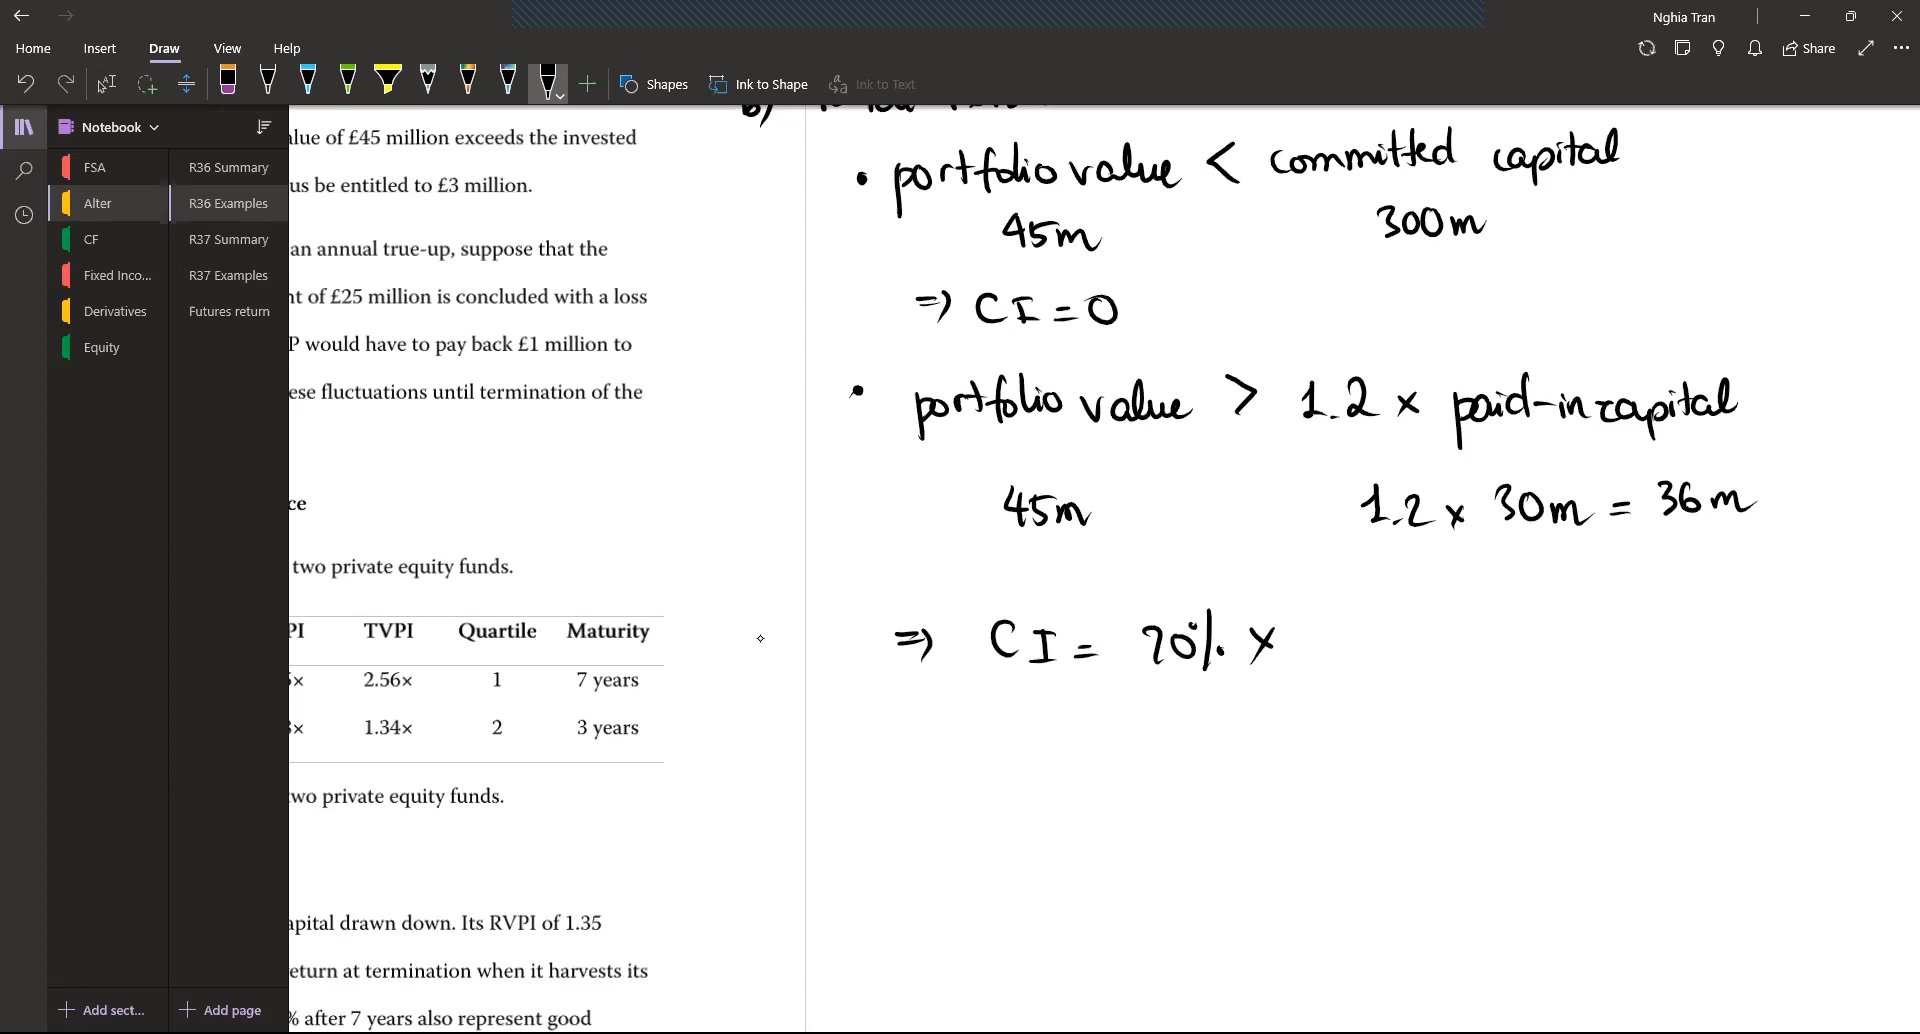 Nghia Tran
Home Insert Draw View Help
Share
Shapes Ink to Shape Ink to Text
Notebook
FSA
Alter
CF
Fixed Inco...
Derivatives
Equity
R36 Summary
R36 Examples
R37 Summary
R37 Examples
Futures return
Add sect...
Add page
alue of £45 million exceeds the invested
us be entitled to £3 million.
an annual true-up, suppose that the
nt of £25 million is concluded with a loss
P would have to pay back £1 million to
ese fluctuations until termination of the
ce
two private equity funds.
PI TVPI Quartile Maturity
× 2.56× 1 7 years
× 1.34× 2 3 years
two private equity funds.
apital drawn down. Its RVPI of 1.35
eturn at termination when it harvests its
% after 7 years also represent good
b)
• portfolio value < committed capital
45m 300m
⇒ CI = 0
• portfolio value > 1.2 × paid-in capital
45m 1.2 × 30m = 36m
⇒ CI = 20% ×